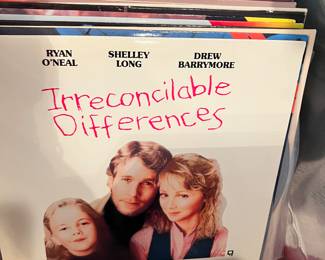 RYAN SHELLEY DREW
O'NEAL LONG BARRYMORE
Irreconcilable
Differences